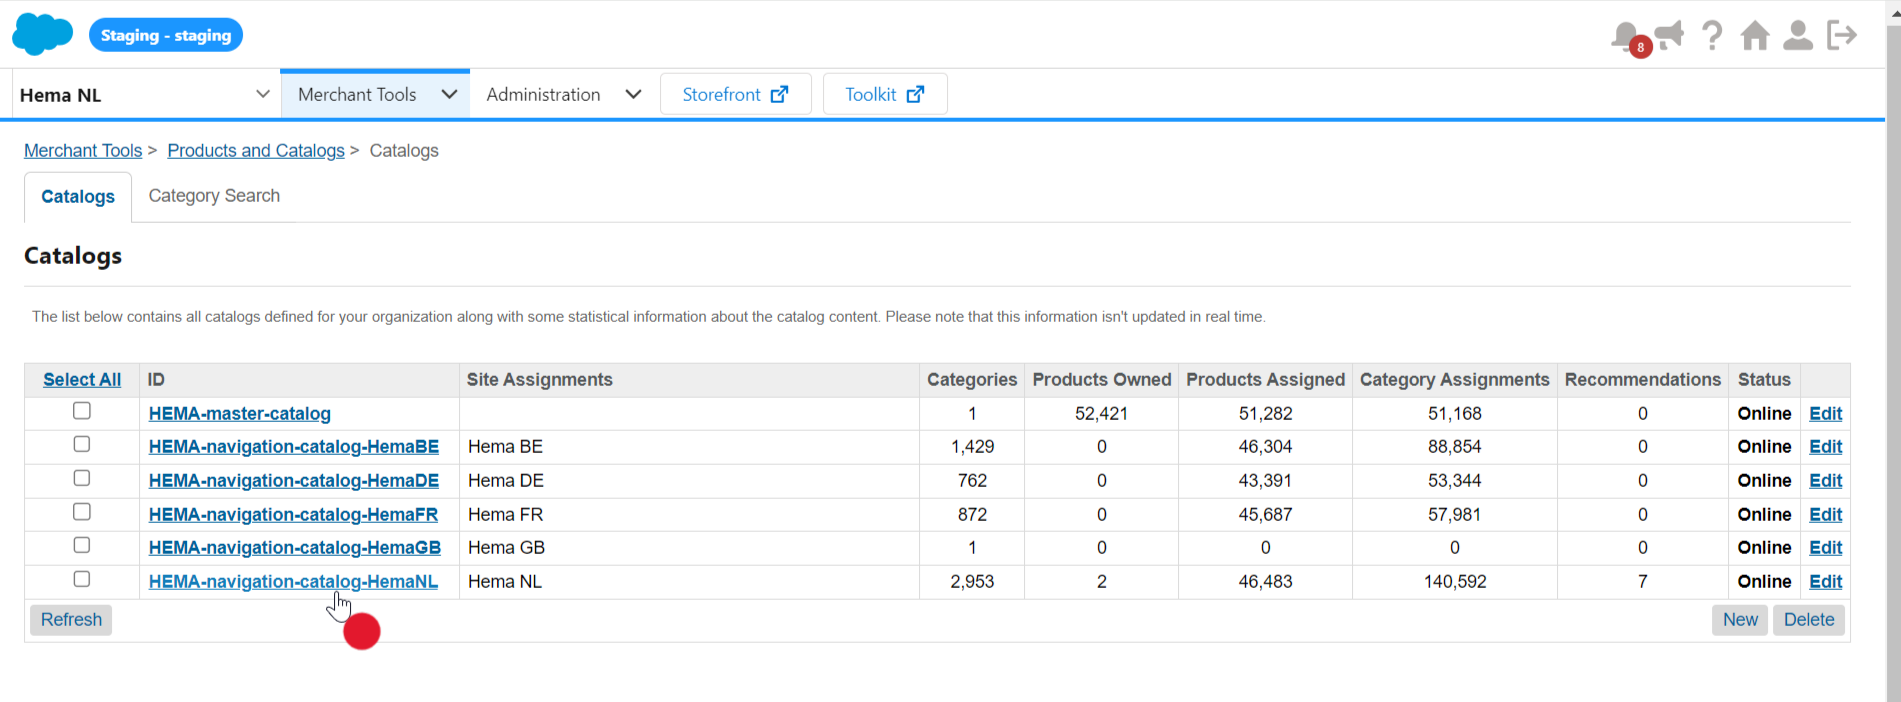 Staging - staging
8
Hema NL
Merchant Tools
Administration
Storefront
Toolkit
Merchant Tools > Products and Catalogs > Catalogs
Catalogs
Category Search
Catalogs
The list below contains all catalogs defined for your organization along with some statistical information about the catalog content. Please note that this information isn't updated in real time.
Select All ID Site Assignments Categories Products Owned Products Assigned Category Assignments Recommendations Status
HEMA-master-catalog 1 52,421 51,282 51,168 0 Online Edit
HEMA-navigation-catalog-HemaBE Hema BE 1,429 0 46,304 88,854 0 Online Edit
HEMA-navigation-catalog-HemaDE Hema DE 762 0 43,391 53,344 0 Online Edit
HEMA-navigation-catalog-HemaFR Hema FR 872 0 45,687 57,981 0 Online Edit
HEMA-navigation-catalog-HemaGB Hema GB 1 0 0 0 0 Online Edit
HEMA-navigation-catalog-HemaNL Hema NL 2,953 2 46,483 140,592 7 Online Edit
Refresh New Delete